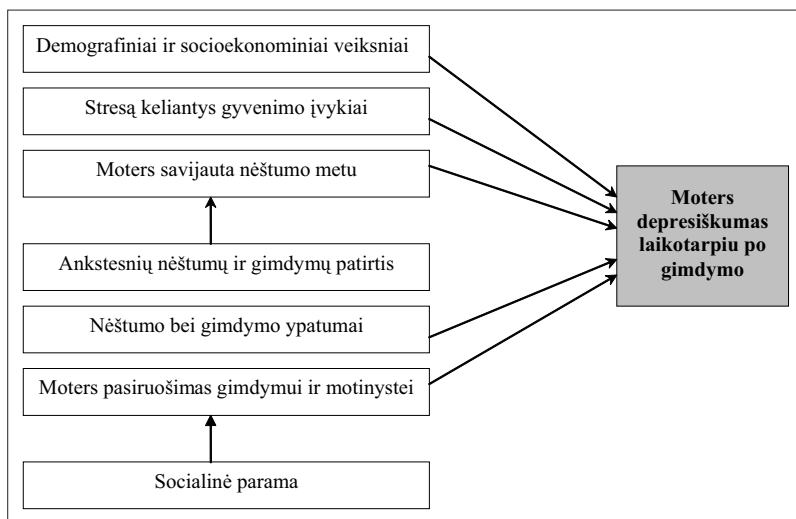 Demografiniai ir socioekonominiai veiksniai
Stresą keliantys gyvenimo įvykiai
Moters savijauta nėštumo metu
Ankstesnių nėštumų ir gimdymų patirtis
Nėštumo bei gimdymo ypatumai
Moters pasiruošimas gimdymui ir motinystei
Socialinė parama
Moters
depresiškumas
laikotarpiu po
gimdymo